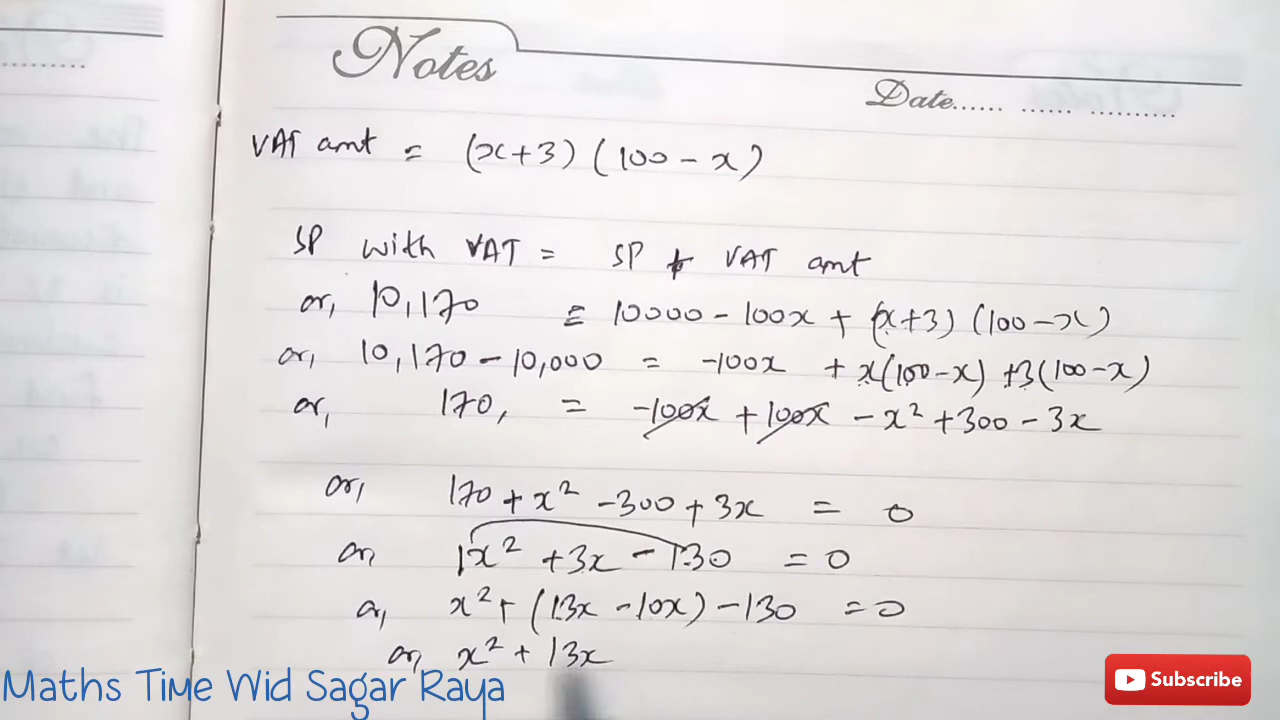 Notes
Date...... ...... ..........
VAT amt = (x+3) (100 - x)
SP with VAT = SP + VAT amt
or, 10,170 = 10000 - 100x + (x+3) (100-x)
or, 10,170 - 10,000 = -100x + x(100-x) +3(100-x)
or, 170, = -100x + 100x - x² + 300 - 3x
or, 170 + x² - 300 + 3x = 0
or, 1x² + 3x - 130 = 0
or, x² + (13x - 10x) - 130 = 0
or, x² + 13x
Maths Time Wid Sagar Raya
Subscribe